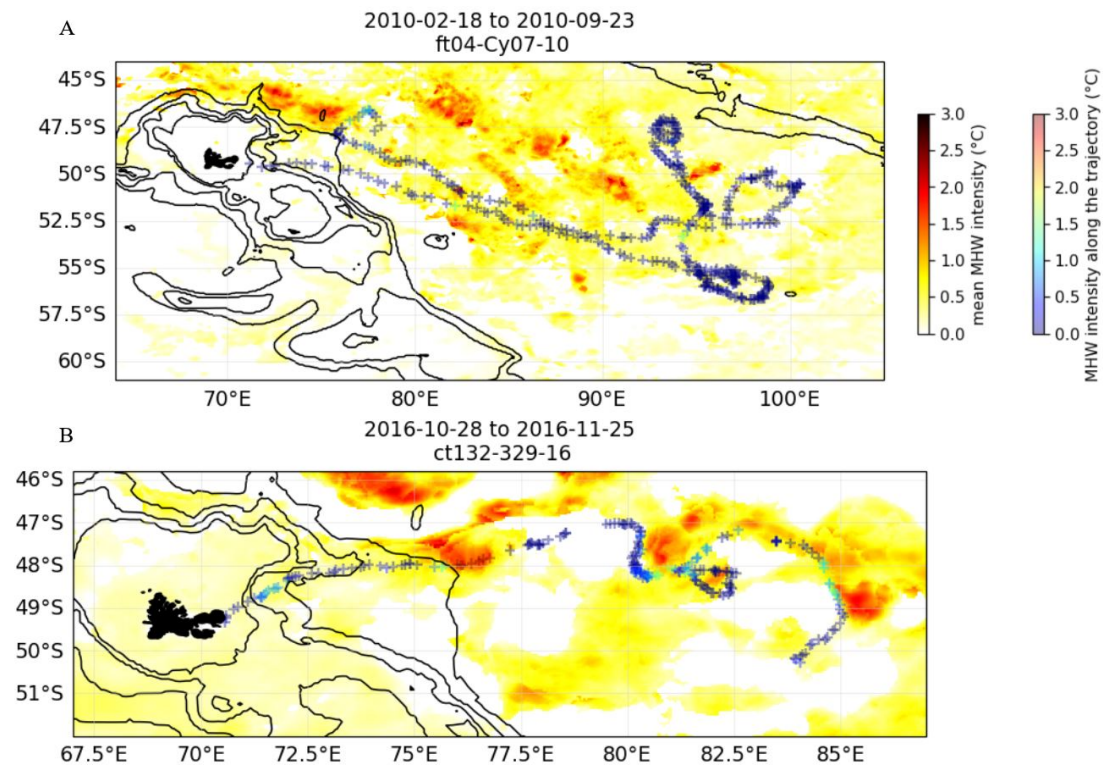 A
2010-02-18 to 2010-09-23
ft04-Cy07-10
45°S
47.5°S
50°S
52.5°S
55°S
57.5°S
60°S
70°E 80°E 90°E 100°E
3.0
2.5
2.0
1.5
1.0
0.5
0.0
mean MHW intensity (°C)
3.0
2.5
2.0
1.5
1.0
0.5
0.0
MHW intensity along the trajectory (°C)
B
2016-10-28 to 2016-11-25
ct132-329-16
46°S
47°S
48°S
49°S
50°S
51°S
67.5°E 70°E 72.5°E 75°E 77.5°E 80°E 82.5°E 85°E